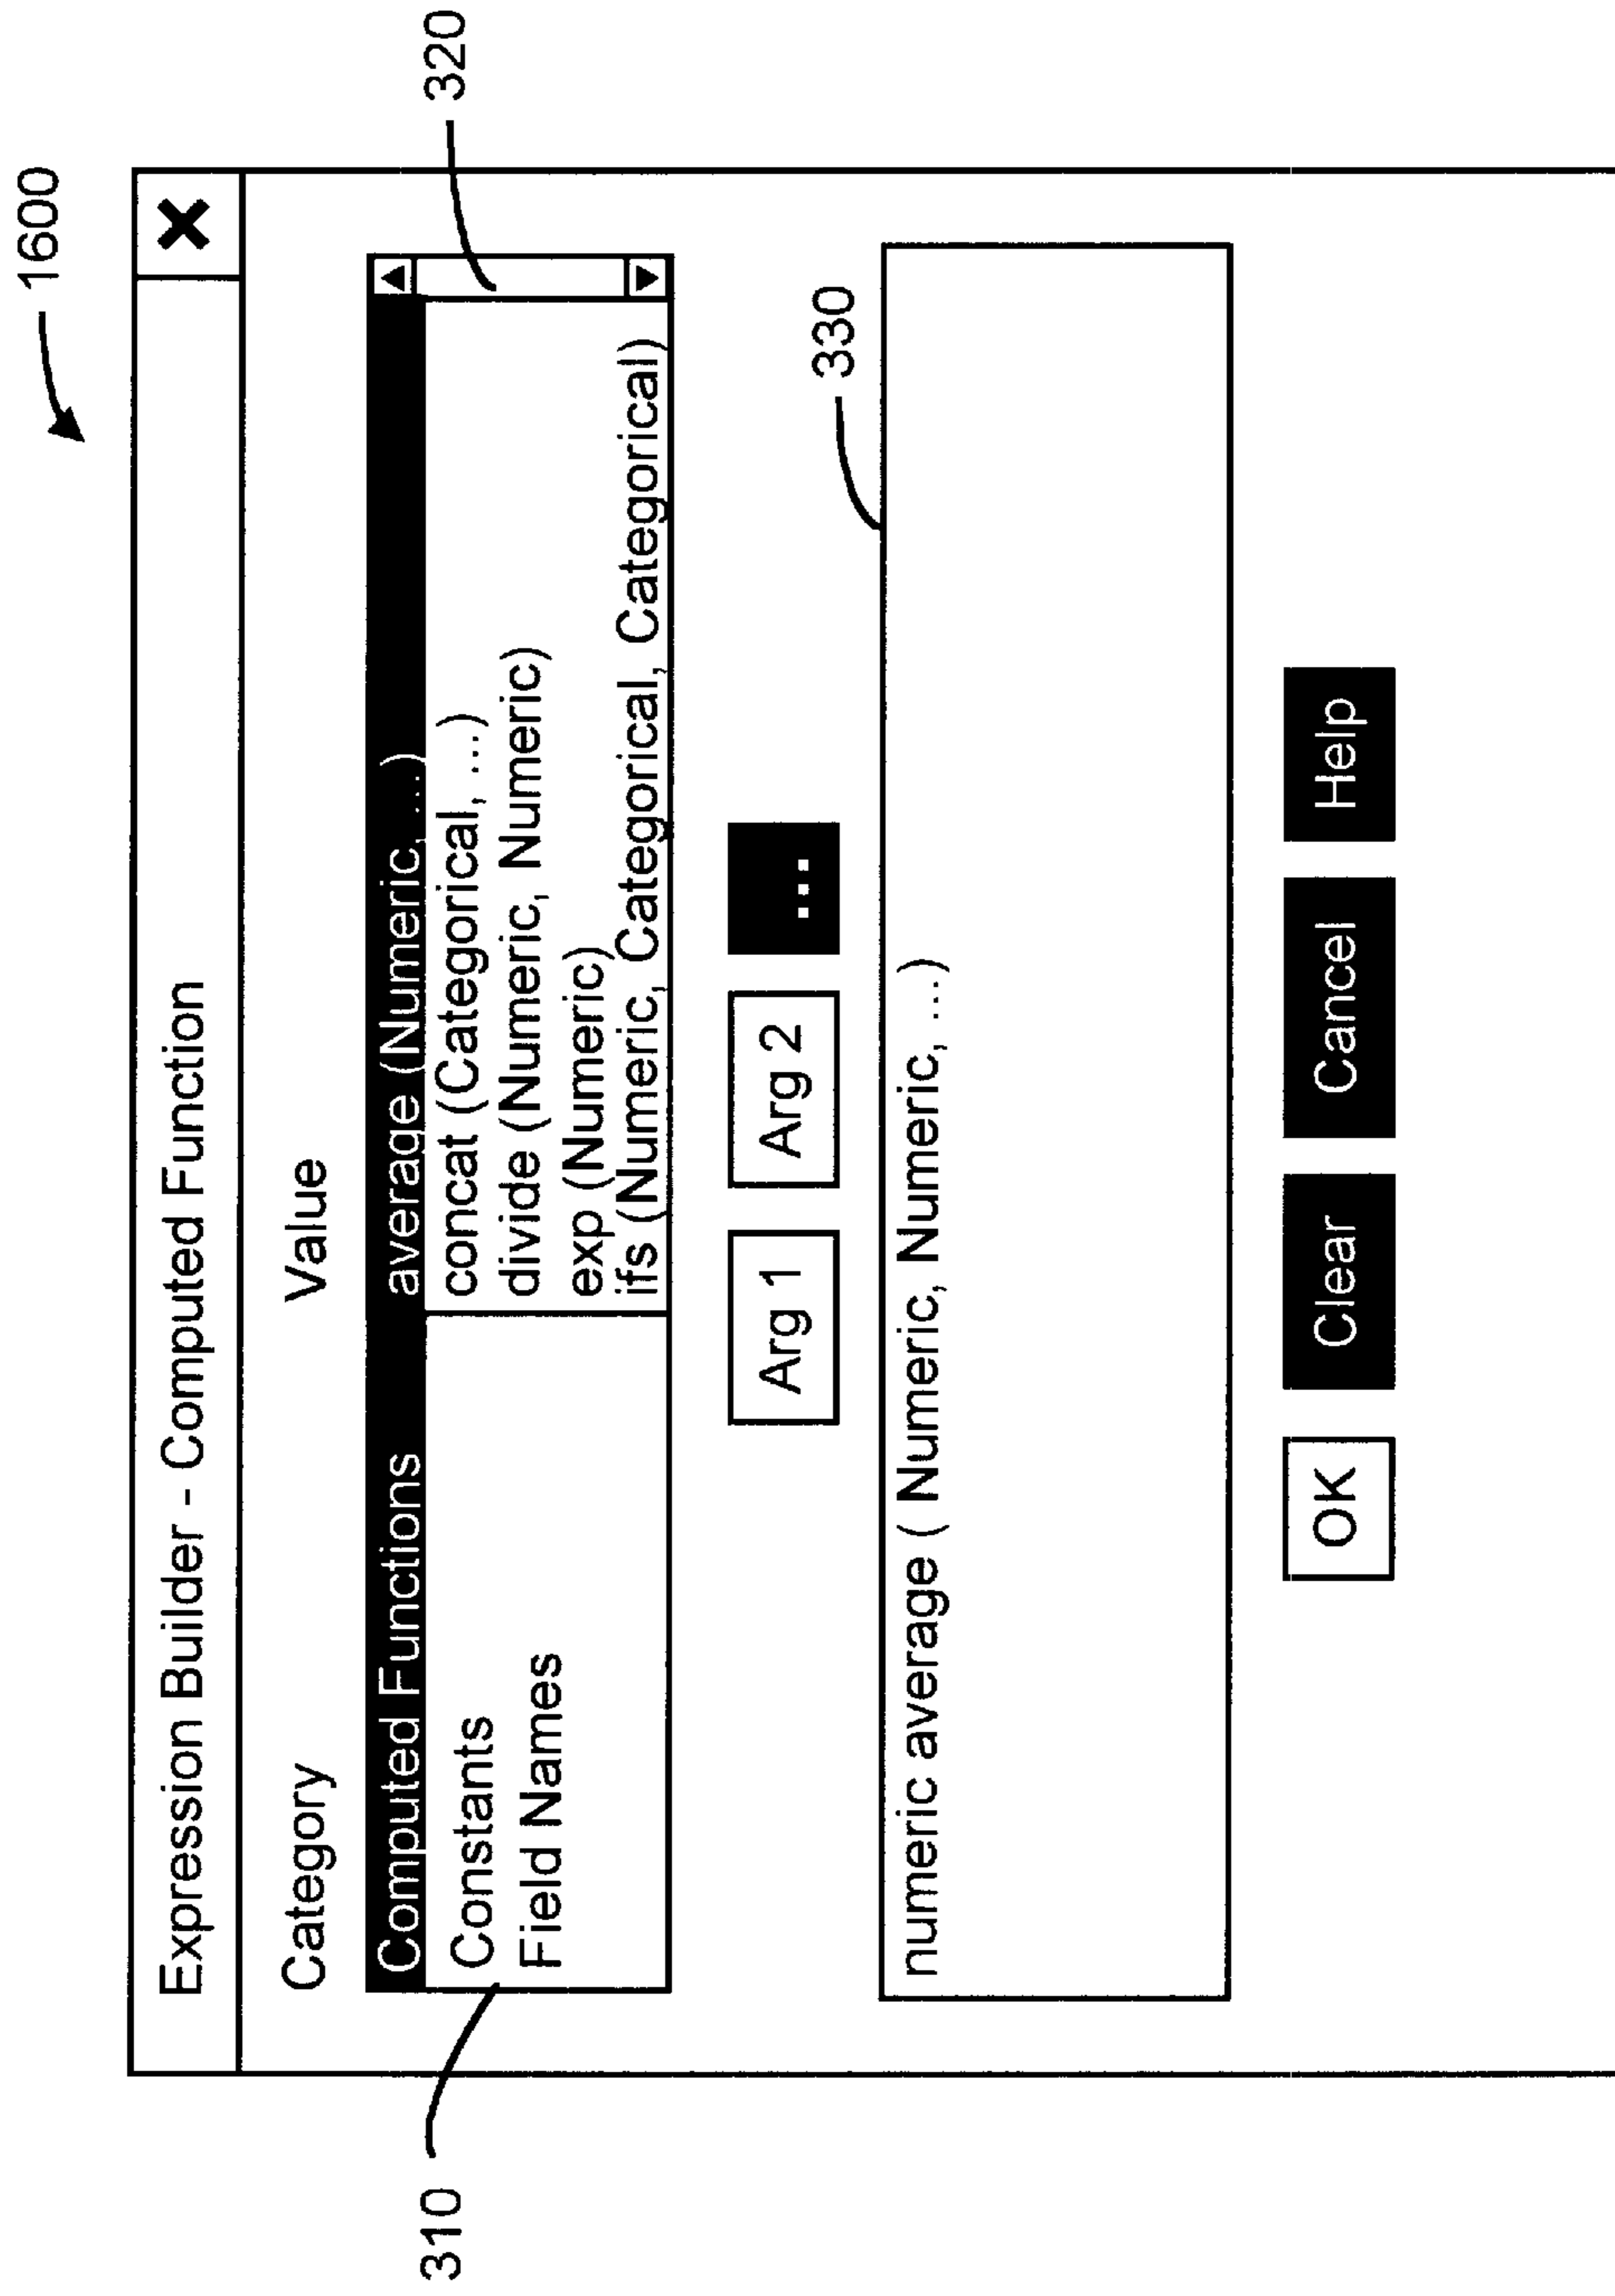 1600
Expression Builder - Computed Function
Category Value
Computed Functions average (Numeric, ...)
Constants concat (Categorical, ...)
Field Names divide (Numeric, Numeric)
exp (Numeric)
ifs (Numeric, Categorical, Categorical)
310
320
Arg 1 Arg 2 ...
330
numeric average ( Numeric, Numeric, ...)
OK Clear Cancel Help